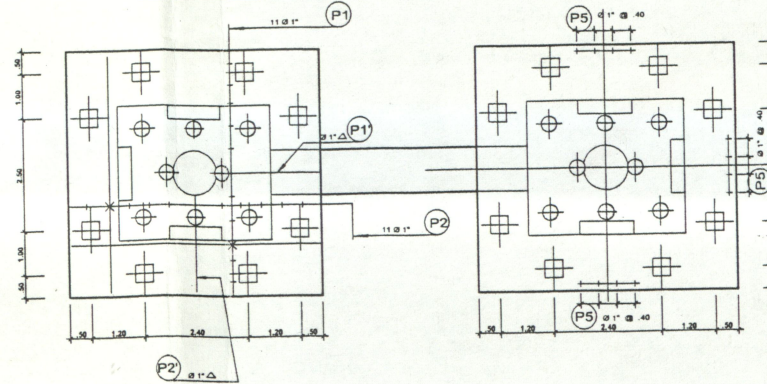 P1
11 Ø 1"
P5
Ø 1" @ .40
.50
1.00
2.50
1.00
.50
Ø 1" △
P1'
P2
11 Ø 1"
Ø 1" @ .40
P5
P5
Ø 1" @ .40
.50
1.20
2.40
1.20
.50
.50
1.20
2.40
1.20
.50
P2'
Ø 1" △